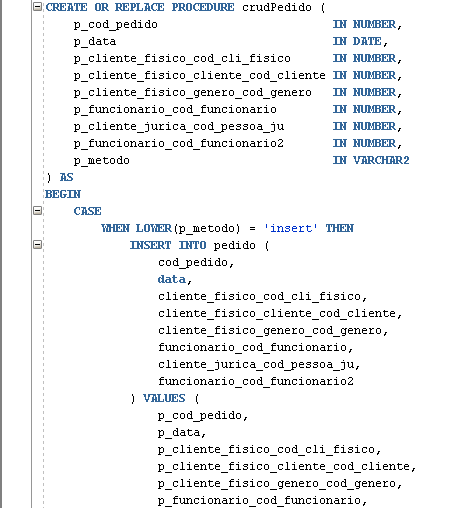 CREATE OR REPLACE PROCEDURE crudPedido (
p_cod_pedido IN NUMBER,
p_data IN DATE,
p_cliente_fisico_cod_cli_fisico IN NUMBER,
p_cliente_fisico_cliente_cod_cliente IN NUMBER,
p_cliente_fisico_genero_cod_genero IN NUMBER,
p_funcionario_cod_funcionario IN NUMBER,
p_cliente_jurica_cod_pessoa_ju IN NUMBER,
p_funcionario_cod_funcionario2 IN NUMBER,
p_metodo IN VARCHAR2
) AS
BEGIN
CASE
WHEN LOWER(p_metodo) = 'insert' THEN
INSERT INTO pedido (
cod_pedido,
data,
cliente_fisico_cod_cli_fisico,
cliente_fisico_cliente_cod_cliente,
cliente_fisico_genero_cod_genero,
funcionario_cod_funcionario,
cliente_jurica_cod_pessoa_ju,
funcionario_cod_funcionario2
) VALUES (
p_cod_pedido,
p_data,
p_cliente_fisico_cod_cli_fisico,
p_cliente_fisico_cliente_cod_cliente,
p_cliente_fisico_genero_cod_genero,
p_funcionario_cod_funcionario,